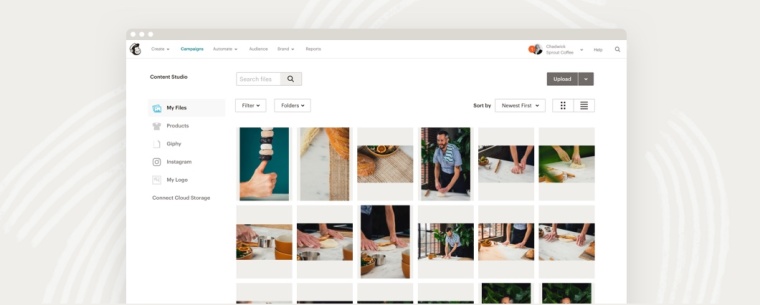 Create
Campaigns
Automate
Audience
Brand
Reports
Chadwick
Sprout Coffee
Help
Content Studio
Search files
Upload
My Files
Filter
Folders
Sort by
Newest First
Products
Giphy
Instagram
My Logo
Connect Cloud Storage